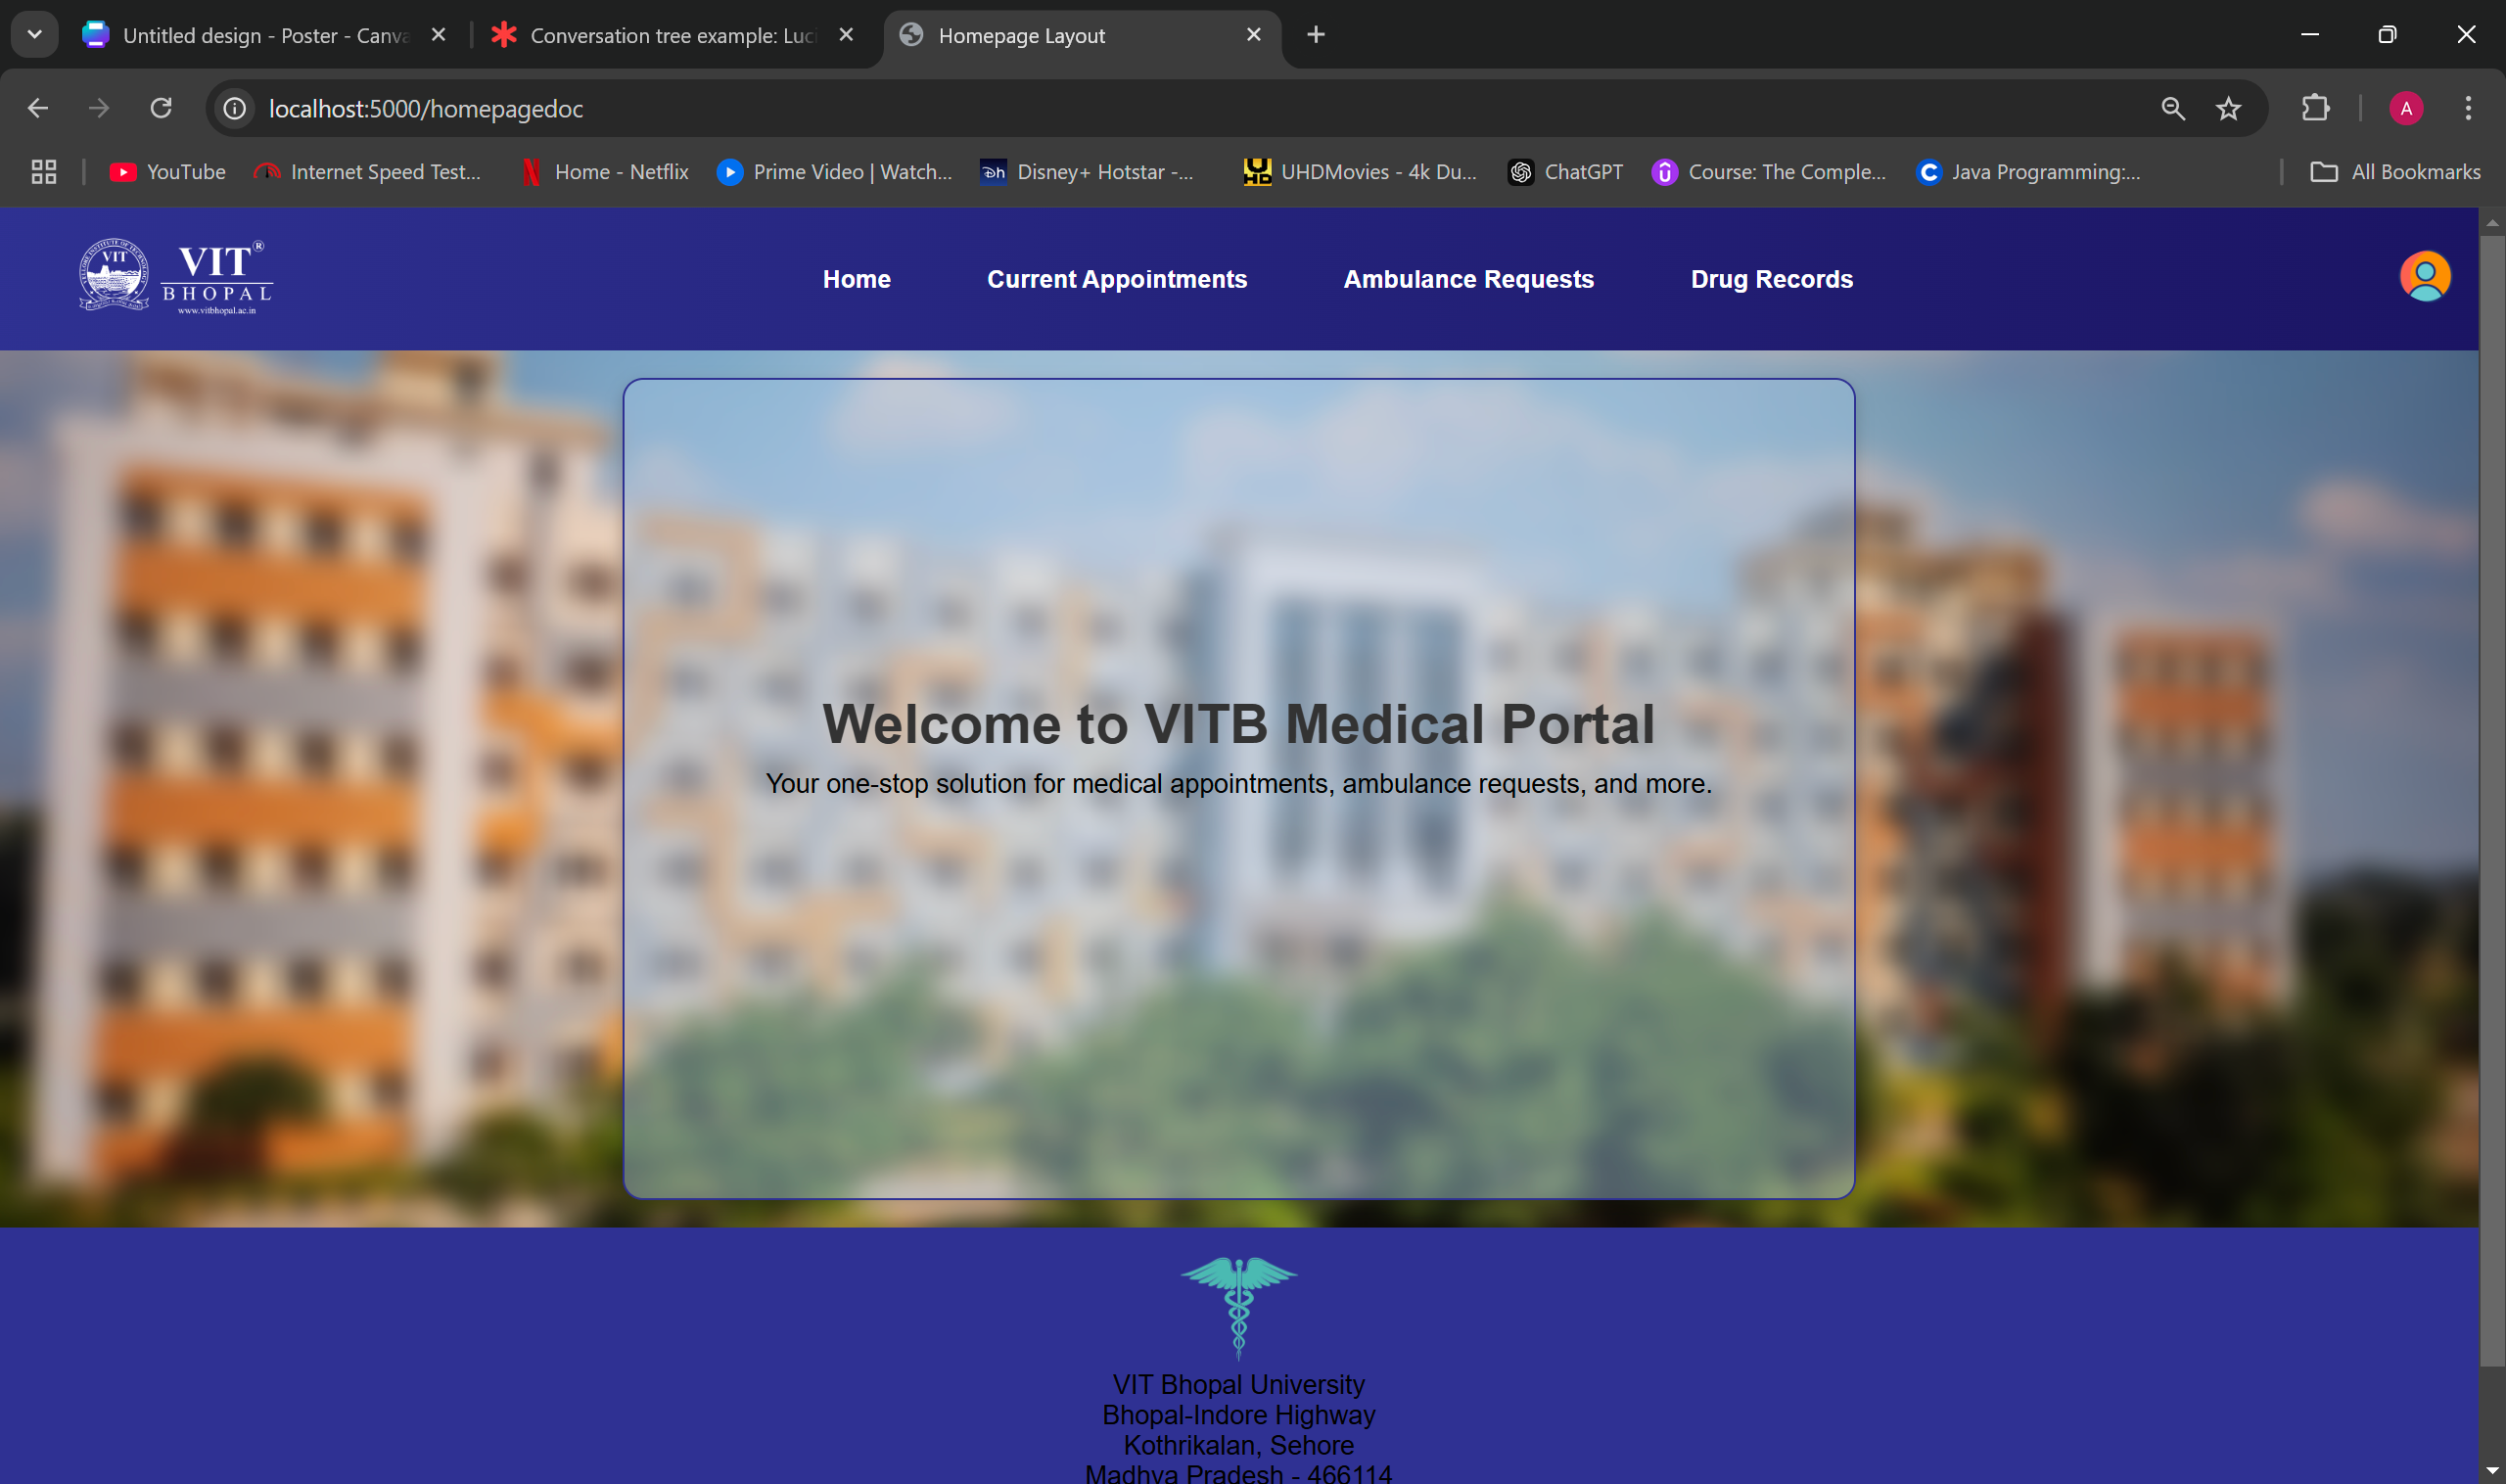 Untitled design - Poster - Canva
Conversation tree example: Luci
Homepage Layout
localhost:5000/homepagedoc
A
YouTube
Internet Speed Test...
Home - Netflix
Prime Video | Watch...
Disney+ Hotstar -...
UHDMovies - 4k Du...
ChatGPT
Course: The Comple...
Java Programming:...
All Bookmarks
VIT
VIT®
BHOPAL
www.vitbhopal.ac.in
Home
Current Appointments
Ambulance Requests
Drug Records
Welcome to VITB Medical Portal
Your one-stop solution for medical appointments, ambulance requests, and more.
VIT Bhopal University
Bhopal-Indore Highway
Kothrikalan, Sehore
Madhya Pradesh - 466114